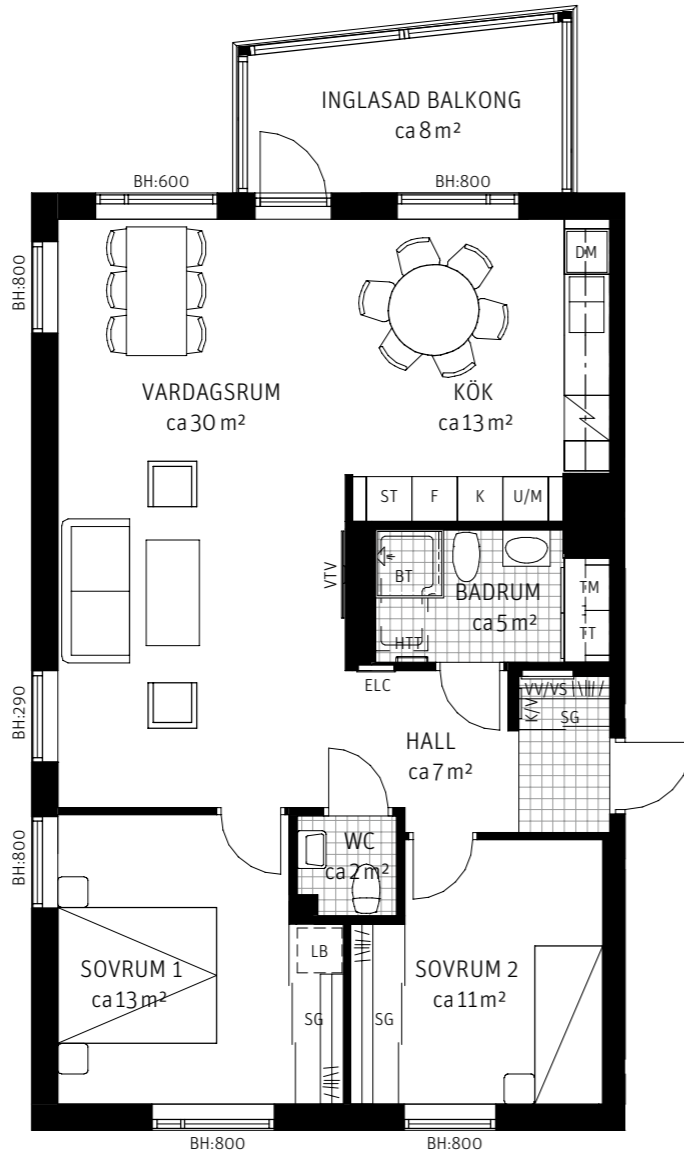 INGLASAD BALKONG
ca 8 m²
BH:600
BH:800
BH:800
DM
VARDAGSRUM
ca 30 m²
KÖK
ca 13 m²
ST
F
K
U/M
VTV
BT
BADRUM
ca 5 m²
TM
TT
HTT
ELC
VV/VS
K/V
SG
BH:290
HALL
ca 7 m²
BH:800
WC
ca 2 m²
LB
SOVRUM 1
ca 13 m²
SG
SG
SOVRUM 2
ca 11 m²
BH:800
BH:800